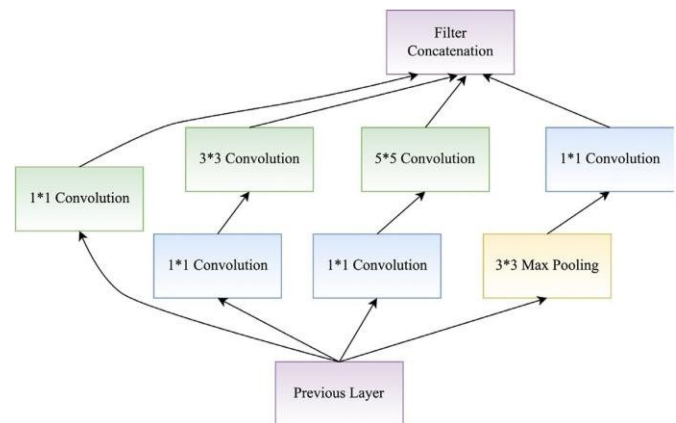 Filter
Concatenation
3*3 Convolution
5*5 Convolution
1*1 Convolution
1*1 Convolution
1*1 Convolution
1*1 Convolution
3*3 Max Pooling
Previous Layer